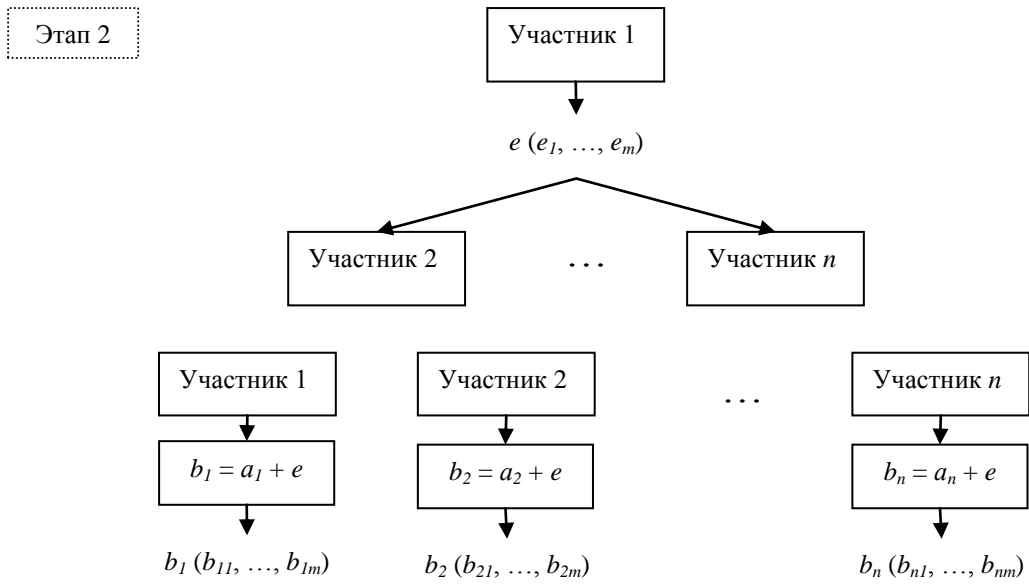 Этап 2
Участник 1
e (e₁, …, eₘ)
Участник 2 … Участник n
Участник 1 Участник 2 … Участник n
b₁ = a₁ + e b₂ = a₂ + e bₙ = aₙ + e
b₁ (b₁₁, …, b₁ₘ) b₂ (b₂₁, …, b₂ₘ) bₙ (bₙ₁, …, bₙₘ)